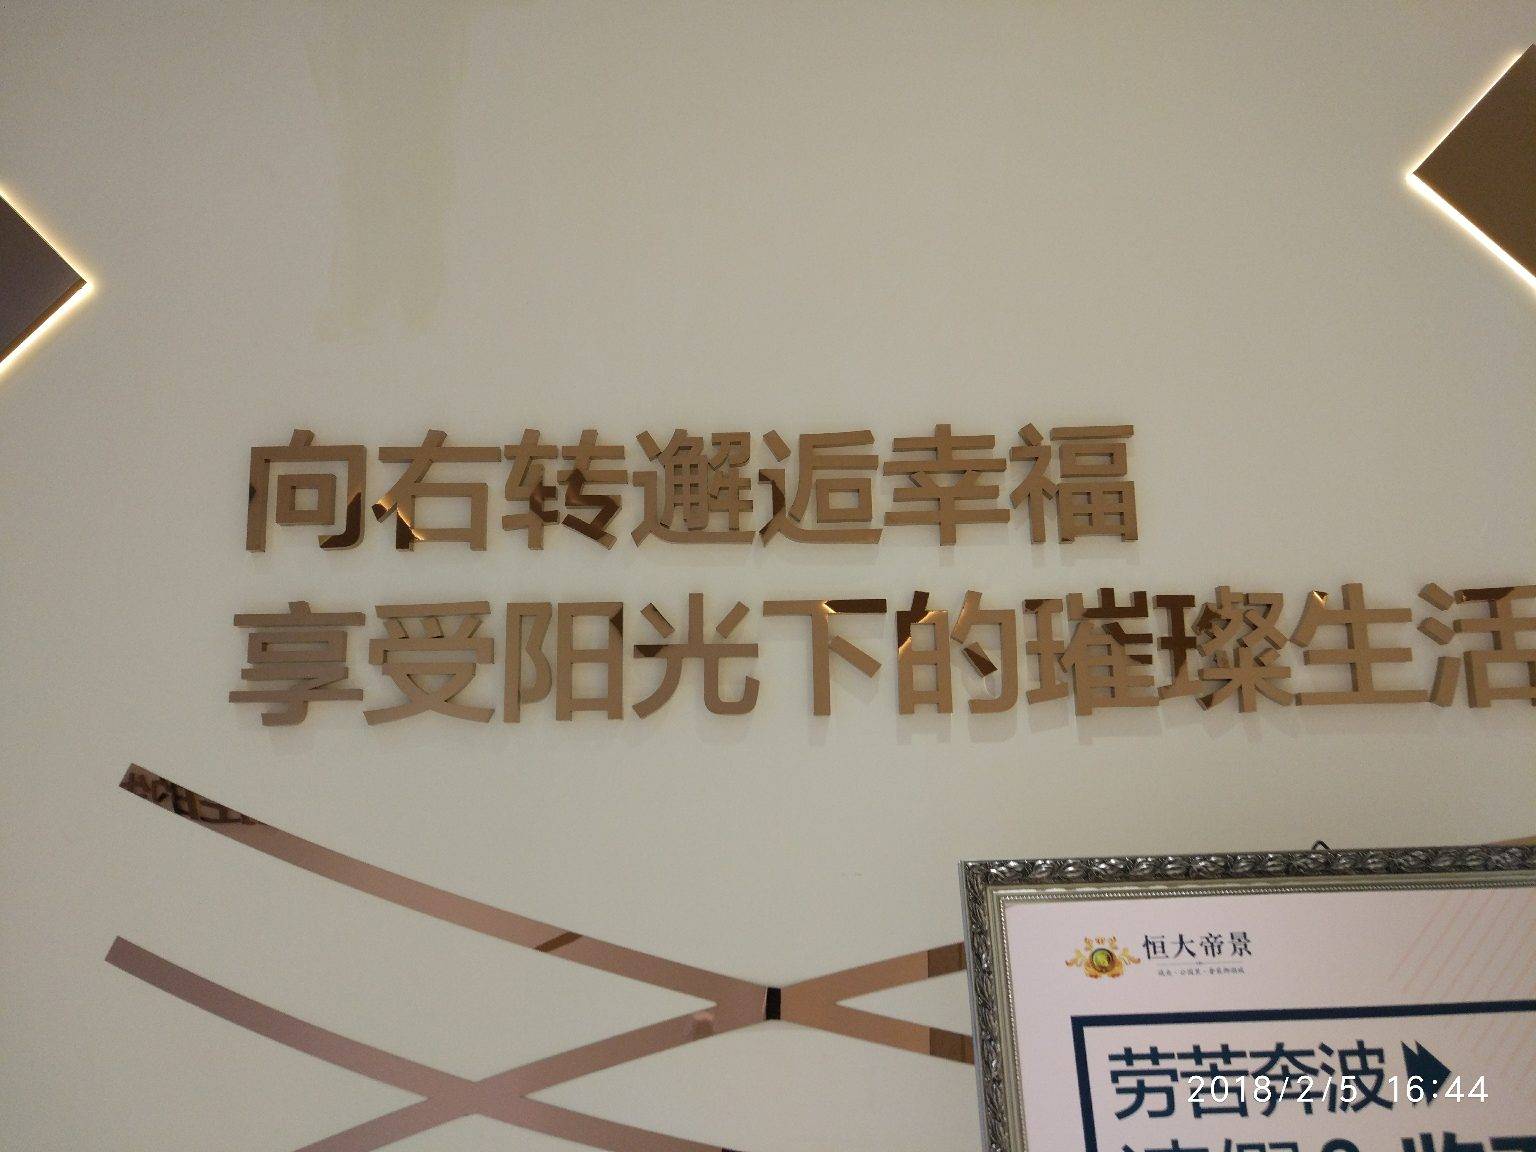 向右转邂逅幸福
享受阳光下的璀璨生活
恒大帝景
劳苦奔波
2018/2/5 16:44